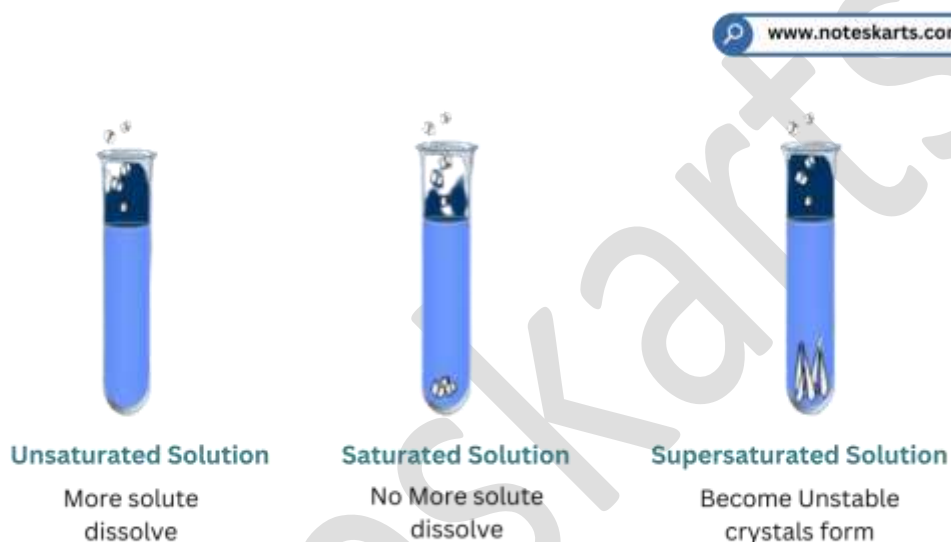 www.noteskarts.com
Unsaturated Solution
Saturated Solution
Supersaturated Solution
More solute
dissolve
No More solute
dissolve
Become Unstable
crystals form